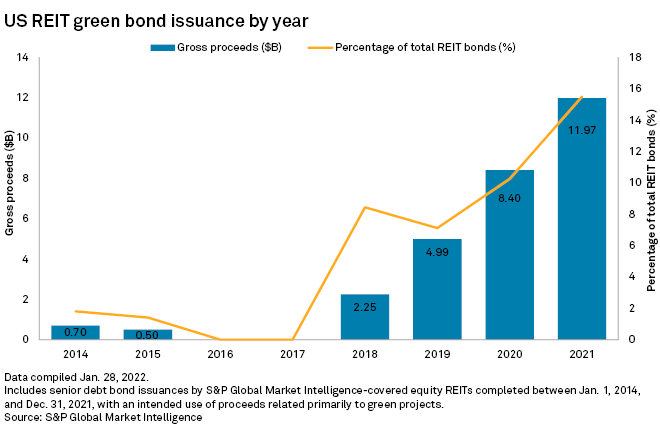 US REIT green bond issuance by year
Gross proceeds ($B) Percentage of total REIT bonds (%)
Gross proceeds ($B)
14
12
10
8
6
4
2
0
18
16
14
12
10
8
6
4
2
0
Percentage of total REIT bonds (%)
0.70
0.50
2.25
4.99
8.40
11.97
2014 2015 2016 2017 2018 2019 2020 2021
Data compiled Jan. 28, 2022.
Includes senior debt bond issuances by S&P Global Market Intelligence-covered equity REITs completed between Jan. 1, 2014,
and Dec. 31, 2021, with an intended use of proceeds related primarily to green projects.
Source: S&P Global Market Intelligence